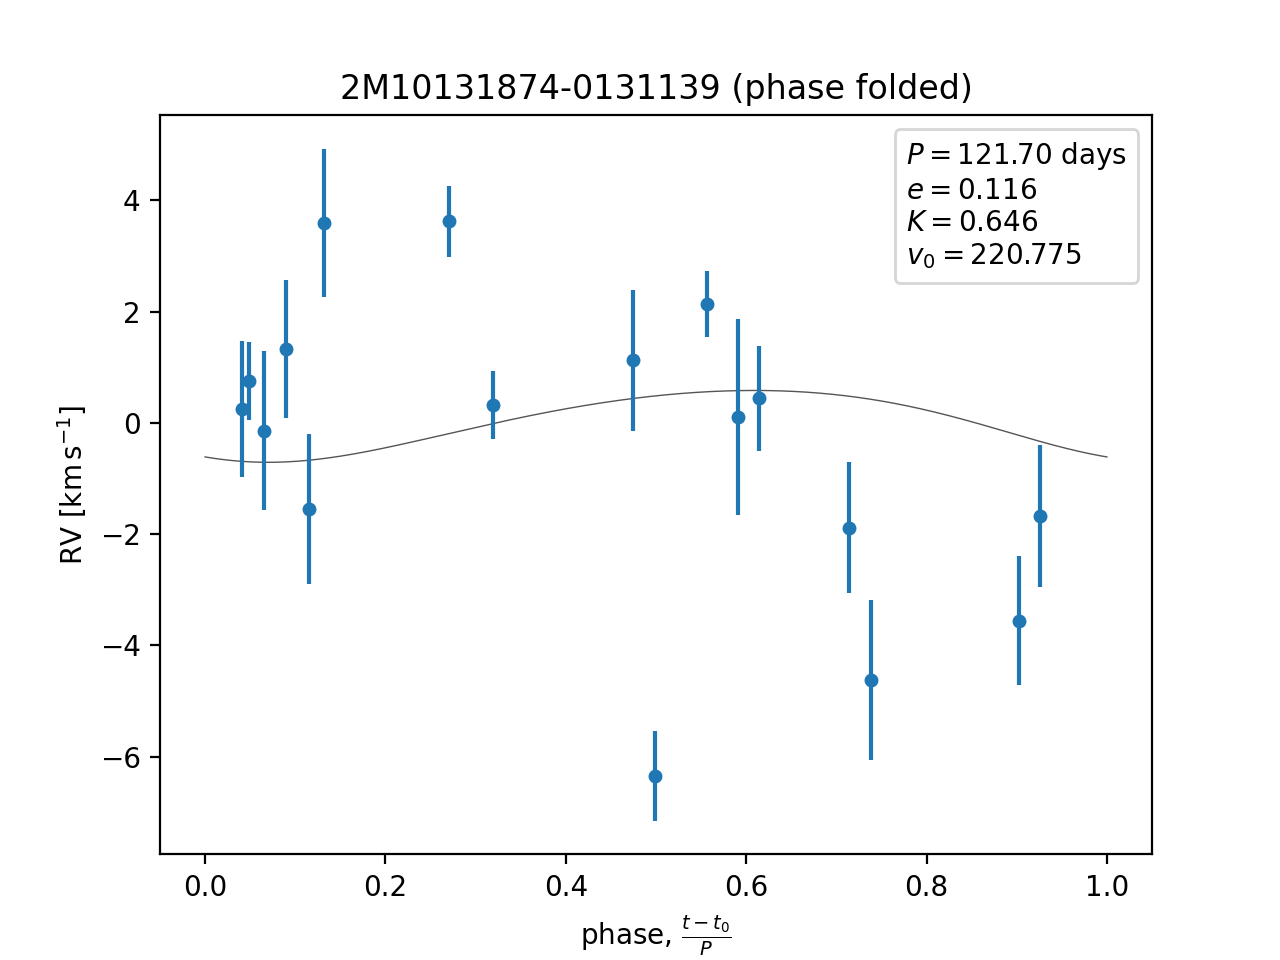 2M10131874-0131139 (phase folded)
P = 121.70 days
e = 0.116
K = 0.646
v₀ = 220.775
4
2
0
−2
−4
−6
RV [km s⁻¹]
0.0 0.2 0.4 0.6 0.8 1.0
phase, (t − t₀)/P